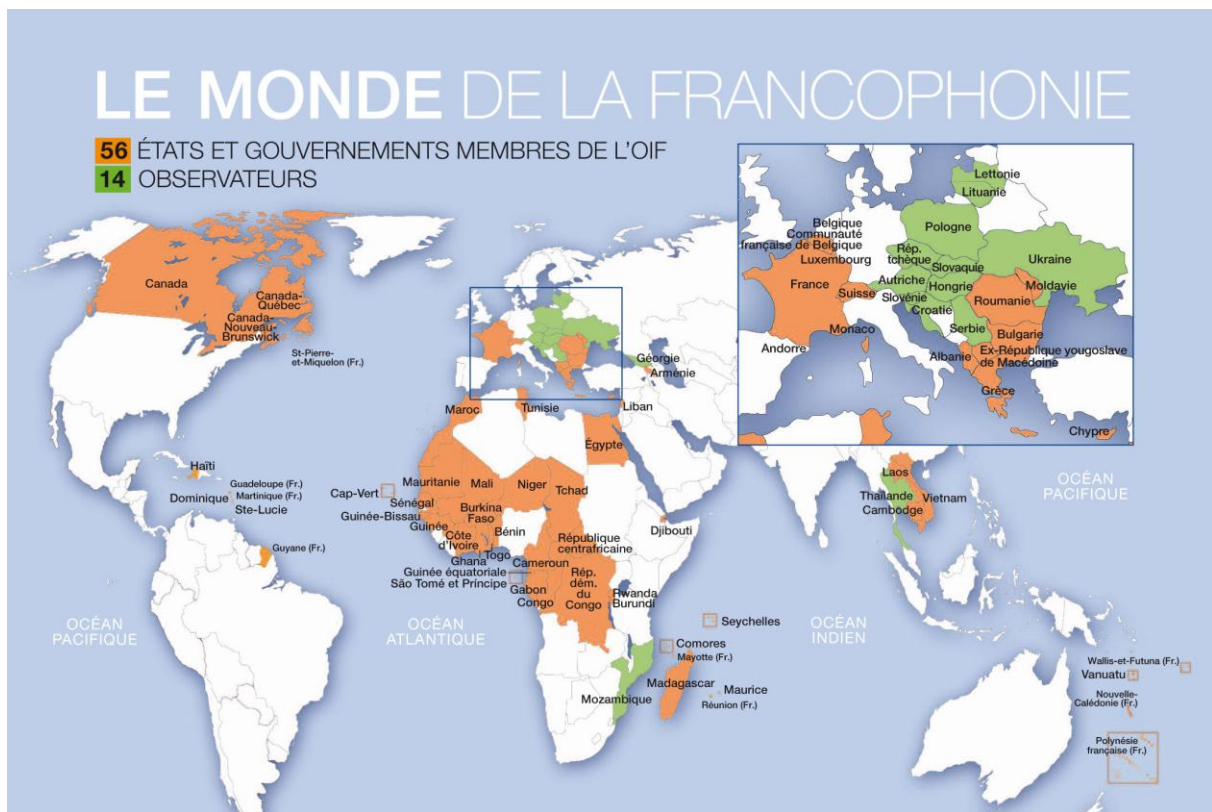 LE MONDE DE LA FRANCOPHONIE
56 ÉTATS ET GOUVERNEMENTS MEMBRES DE L'OIF
14 OBSERVATEURS
Canada
Canada-
Québec
Canada-
Nouveau-
Brunswick
St-Pierre-
et-Miquelon (Fr.)
Haïti
Guadeloupe (Fr.)
Dominique
Martinique (Fr.)
Ste-Lucie
Guyane (Fr.)
OCÉAN
PACIFIQUE
OCÉAN
ATLANTIQUE
Lettonie
Lituanie
Belgique
Communauté
française de Belgique
Luxembourg
Pologne
Rép.
tchèque
Slovaquie
Ukraine
France
Suisse
Autriche
Slovénie
Hongrie
Croatie
Moldavie
Roumanie
Serbie
Bulgarie
Monaco
Andorre
Albanie
Ex-République yougoslave
de Macédoine
Grèce
Chypre
Géorgie
Arménie
Maroc
Tunisie
Liban
Égypte
Cap-Vert
Mauritanie
Mali
Niger
Tchad
Sénégal
Guinée-Bissau
Guinée
Burkina
Faso
Côte
d'Ivoire
Ghana
Togo
Bénin
Cameroun
République
centrafricaine
Djibouti
Guinée équatoriale
São Tomé et Príncipe
Gabon
Congo
Rép.
dém.
du
Congo
Rwanda
Burundi
Seychelles
Comores
Mayotte (Fr.)
Madagascar
Mozambique
Maurice
Réunion (Fr.)
OCÉAN
INDIEN
Laos
Thaïlande
Cambodge
Vietnam
OCÉAN
PACIFIQUE
Wallis-et-Futuna (Fr.)
Vanuatu
Nouvelle-
Calédonie (Fr.)
Polynésie
française (Fr.)